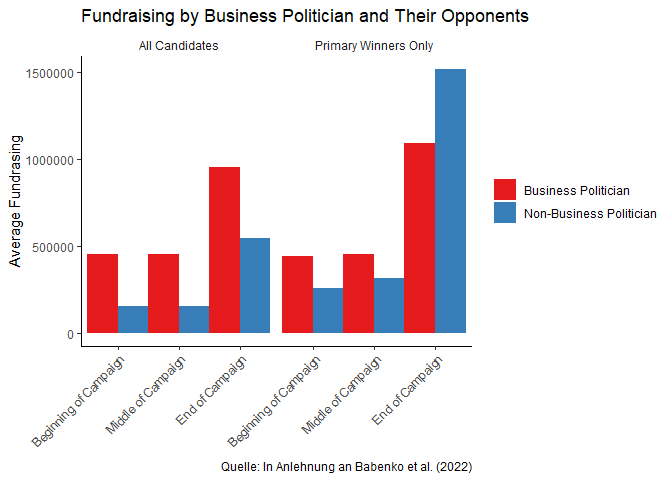 Fundraising by Business Politician and Their Opponents
All Candidates
Primary Winners Only
Average Fundrasing
1500000
1000000
500000
0
Beginning of Campaign
Middle of Campaign
End of Campaign
Beginning of Campaign
Middle of Campaign
End of Campaign
Business Politician
Non-Business Politician
Quelle: In Anlehnung an Babenko et al. (2022)